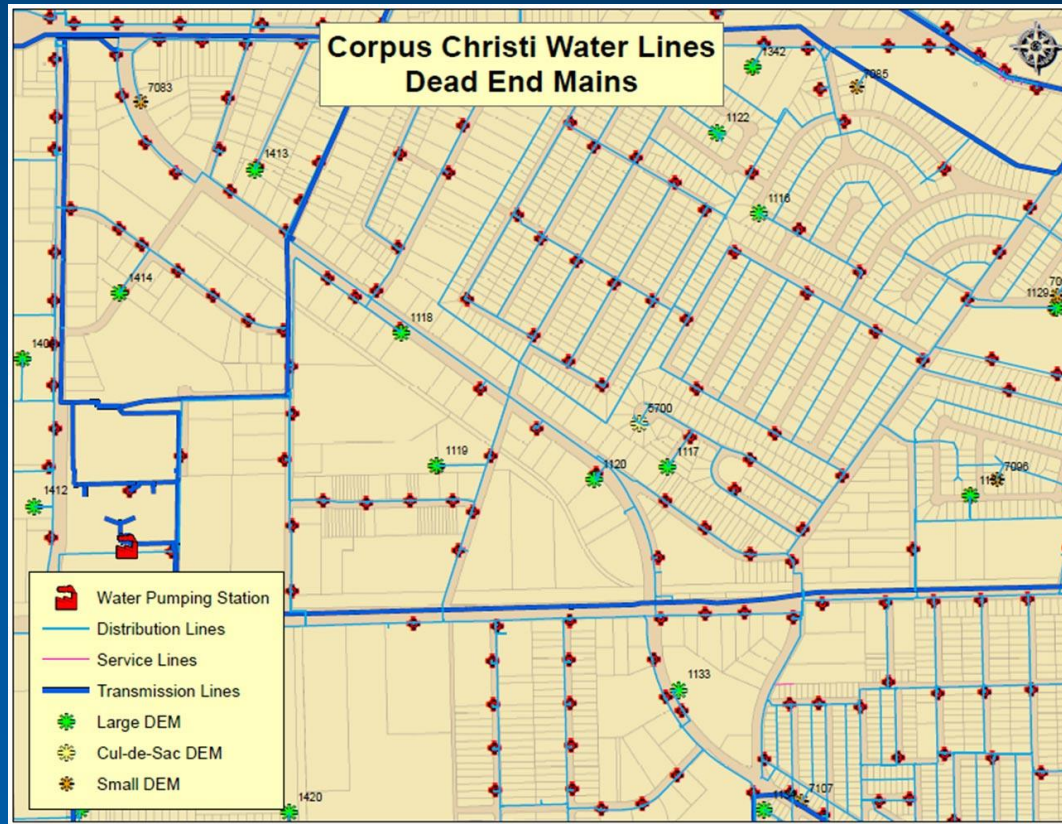 Corpus Christi Water Lines
Dead End Mains
1342
7083
7085
1122
1413
1116
1414
1129
1118
5700
1119
1117
1120
7096
1412
Water Pumping Station
Distribution Lines
Service Lines
Transmission Lines
Large DEM
Cul-de-Sac DEM
Small DEM
1133
7107
1420